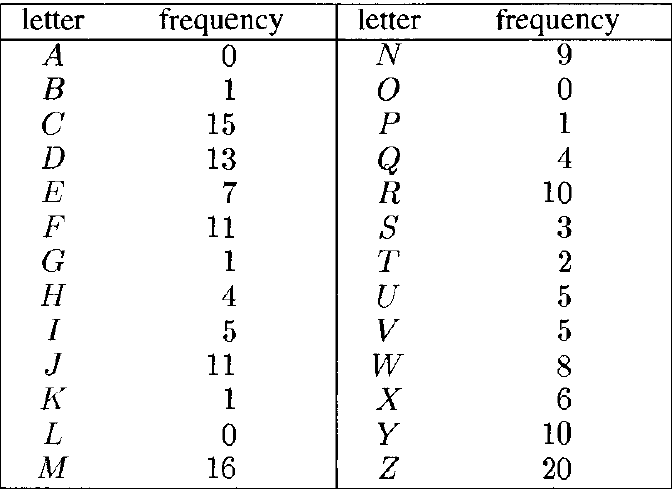 letter frequency letter frequency
A 0 N 9
B 1 O 0
C 15 P 1
D 13 Q 4
E 7 R 10
F 11 S 3
G 1 T 2
H 4 U 5
I 5 V 5
J 11 W 8
K 1 X 6
L 0 Y 10
M 16 Z 20